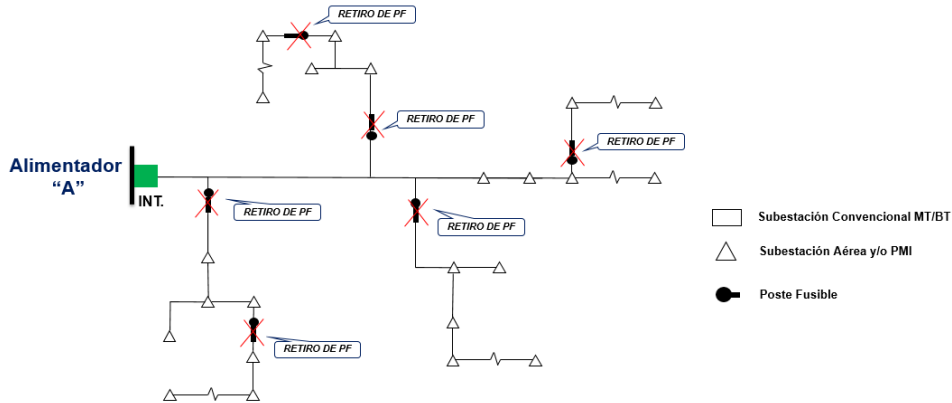 RETIRO DE PF
RETIRO DE PF
RETIRO DE PF
Alimentador
“A”
INT.
RETIRO DE PF
RETIRO DE PF
RETIRO DE PF
Subestación Convencional MT/BT
Subestación Aérea y/o PMI
Poste Fusible